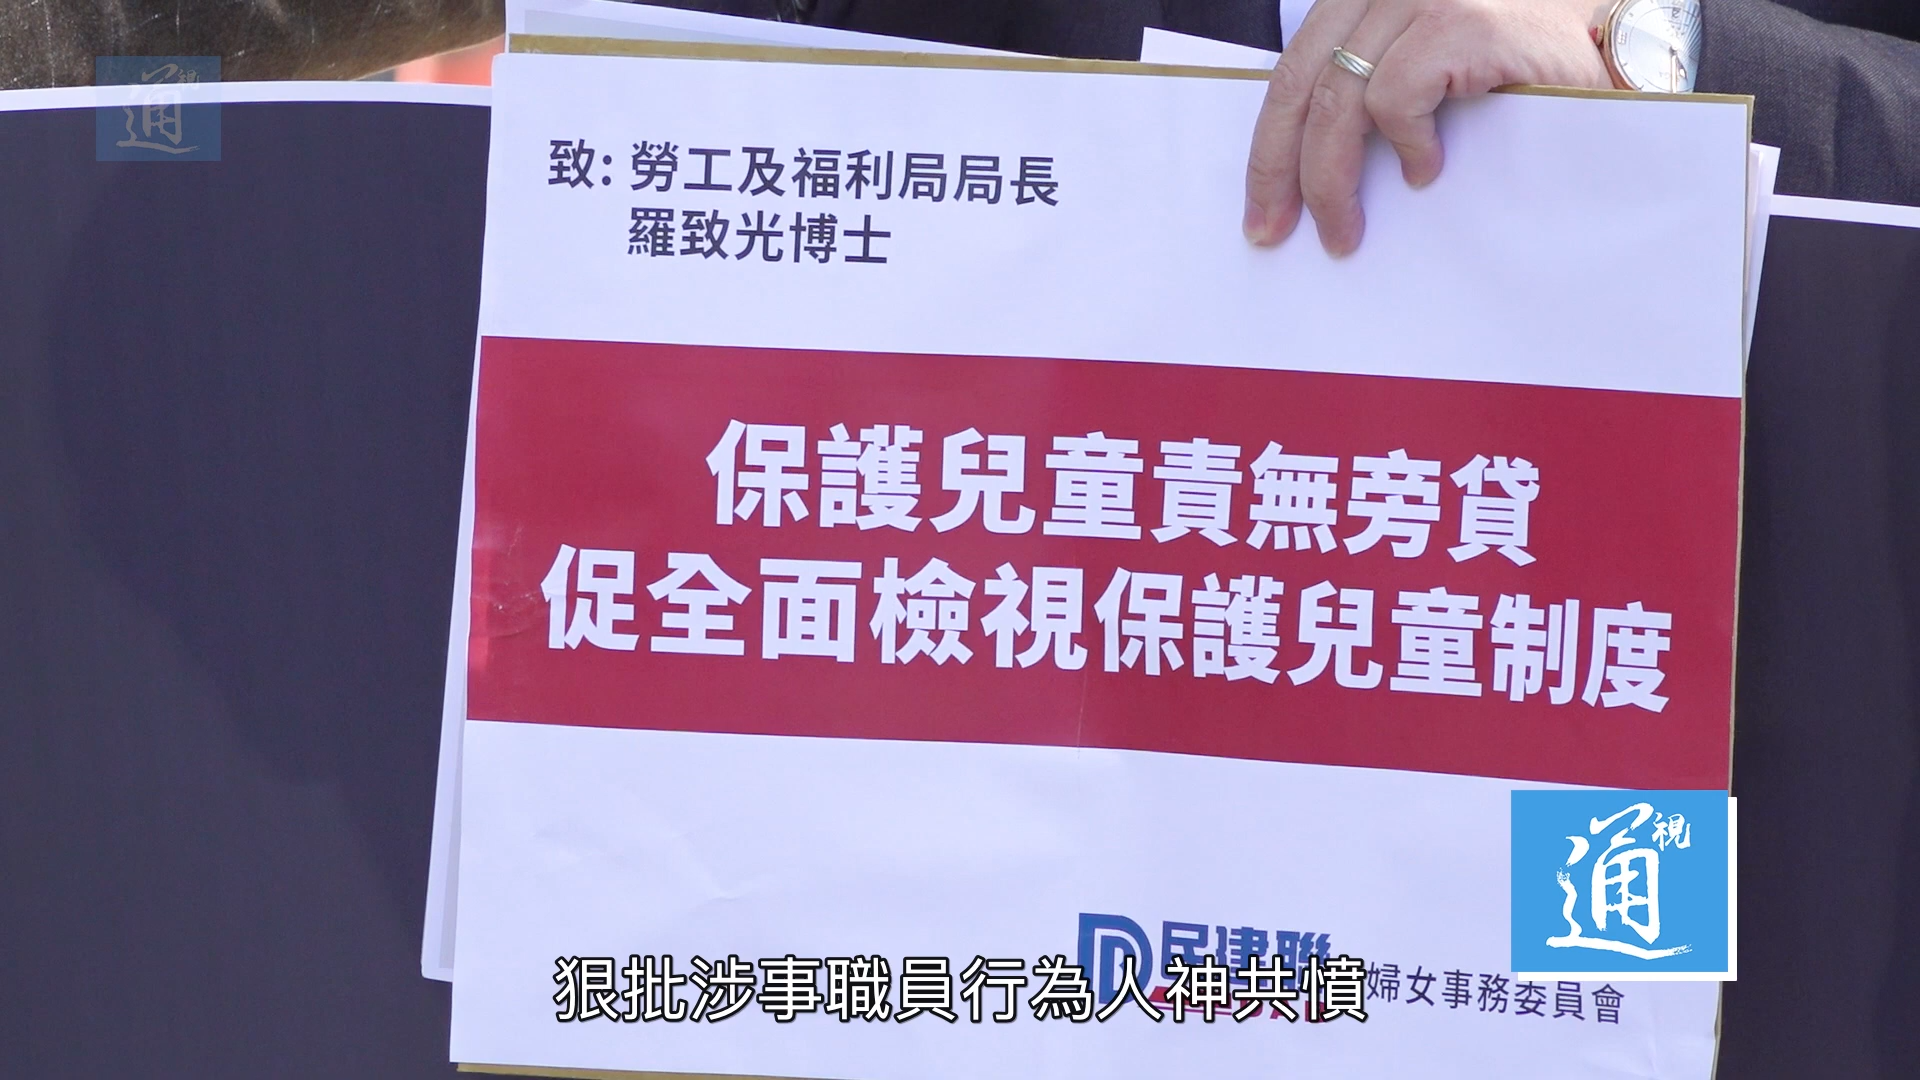 通視
致: 勞工及福利局局長
羅致光博士
保護兒童責無旁貸
促全面檢視保護兒童制度
通視
民建聯
婦女事務委員會
狠批涉事職員行為人神共憤